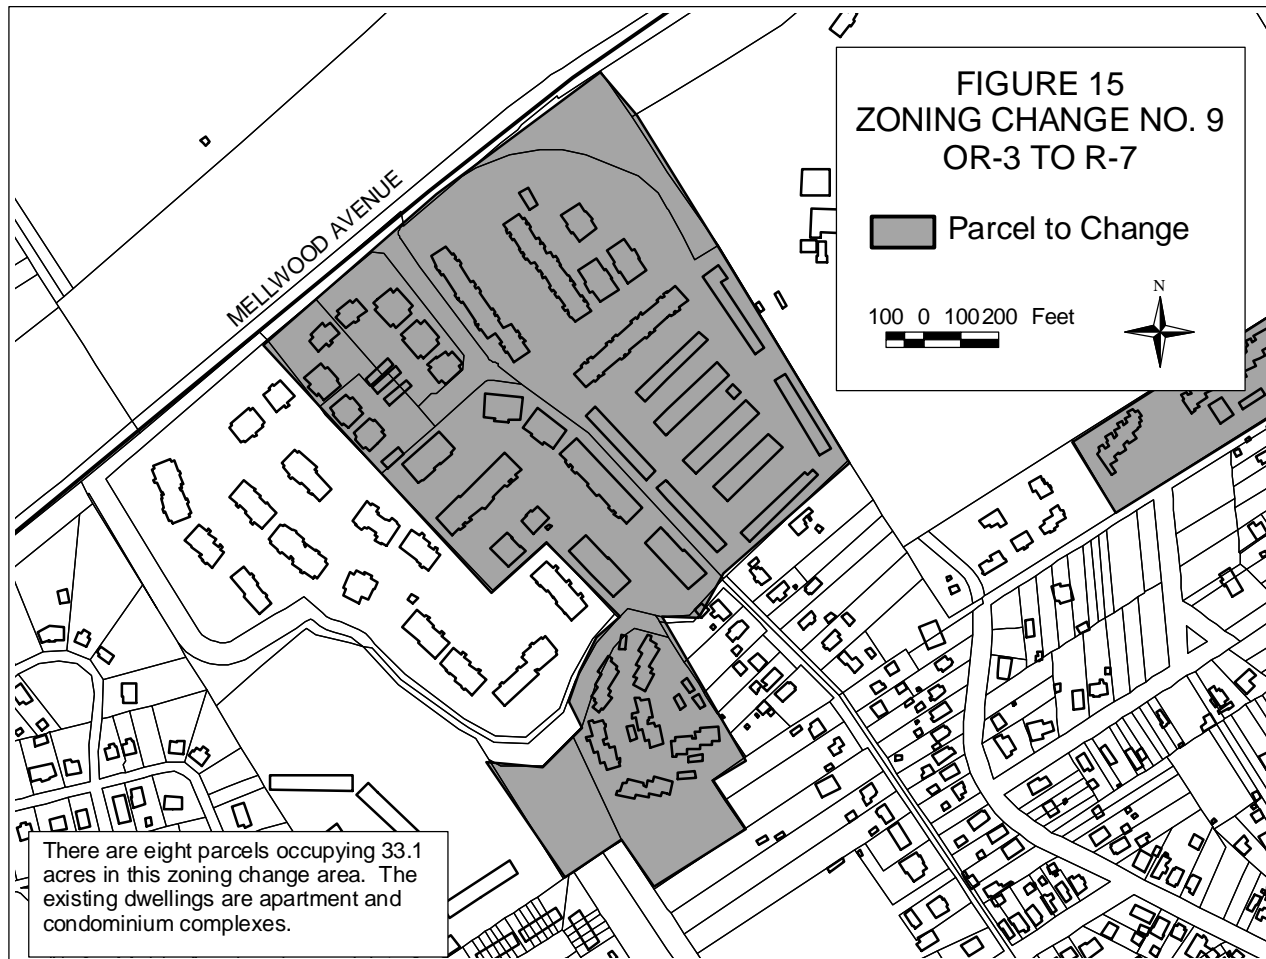 FIGURE 15
ZONING CHANGE NO. 9
OR-3 TO R-7
Parcel to Change
N
100 0 100 200 Feet
MELLWOOD AVENUE
There are eight parcels occupying 33.1
acres in this zoning change area. The
existing dwellings are apartment and
condominium complexes.